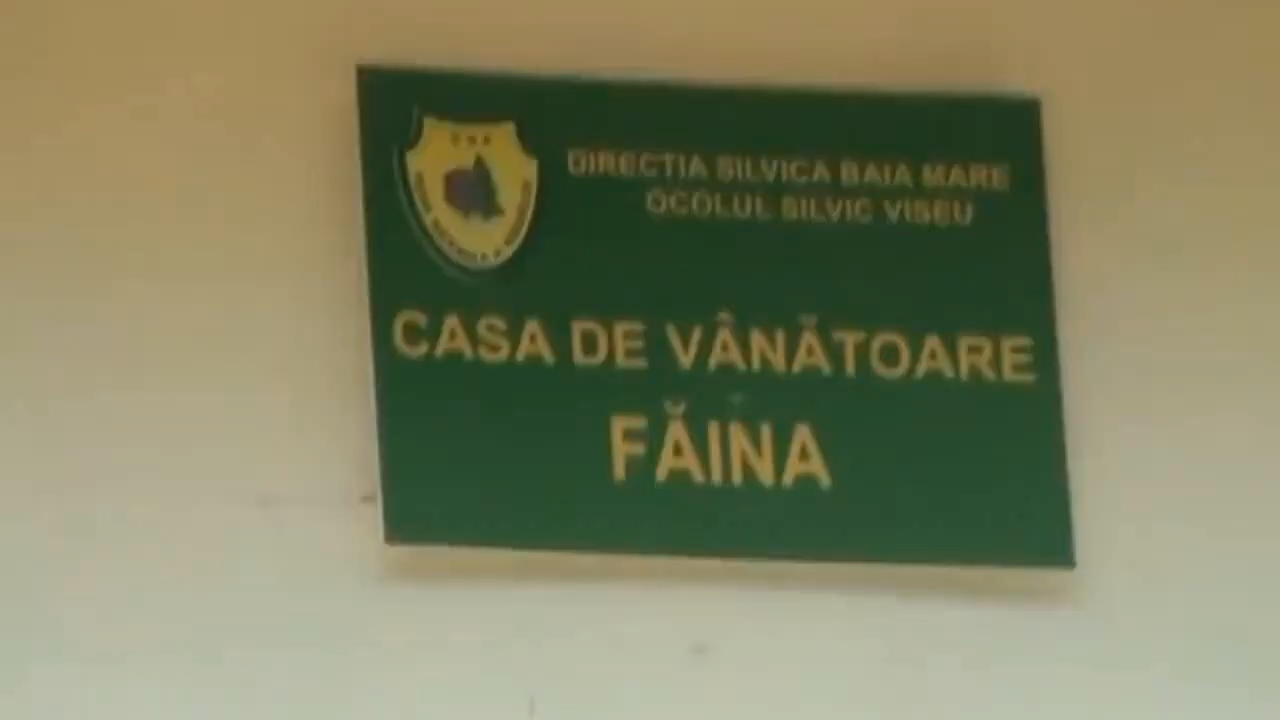 DIRECTIA SILVICA BAIA MARE
OCOLUL SILVIC VISEU
CASA DE VÂNĂTOARE
FĂINA